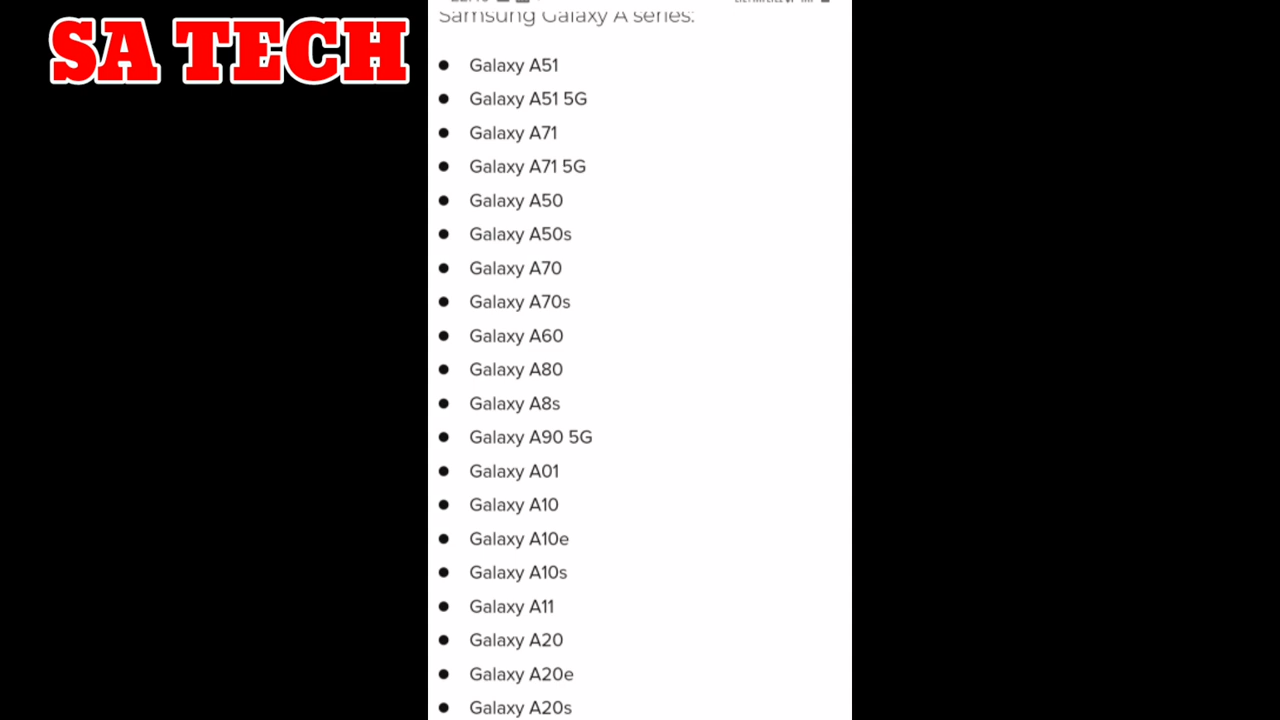 SA TECH
Samsung Galaxy A series:
● Galaxy A51
● Galaxy A51 5G
● Galaxy A71
● Galaxy A71 5G
● Galaxy A50
● Galaxy A50s
● Galaxy A70
● Galaxy A70s
● Galaxy A60
● Galaxy A80
● Galaxy A8s
● Galaxy A90 5G
● Galaxy A01
● Galaxy A10
● Galaxy A10e
● Galaxy A10s
● Galaxy A11
● Galaxy A20
● Galaxy A20e
● Galaxy A20s